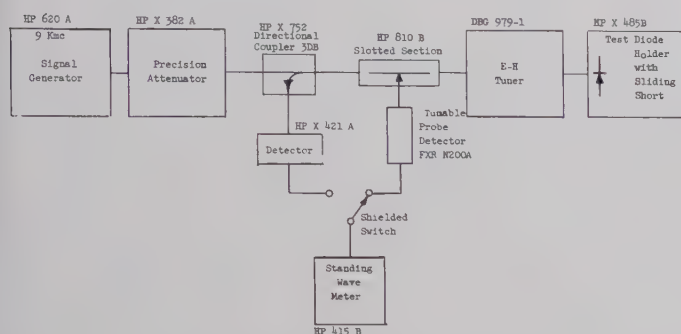 HP 620 A
9 Kmc
Signal
Generator
HP X 382 A
Precision
Attenuator
HP X 752
Directional
Coupler 3DB
HP 810 B
Slotted Section
DBG 979-1
E-H
Tuner
HP X 485B
Test Diode
Holder
with
Sliding
Short
HP X 421 A
Detector
Tunable
Probe
Detector
FXR N200A
Shielded
Switch
Standing
Wave
Meter
HP 415 B